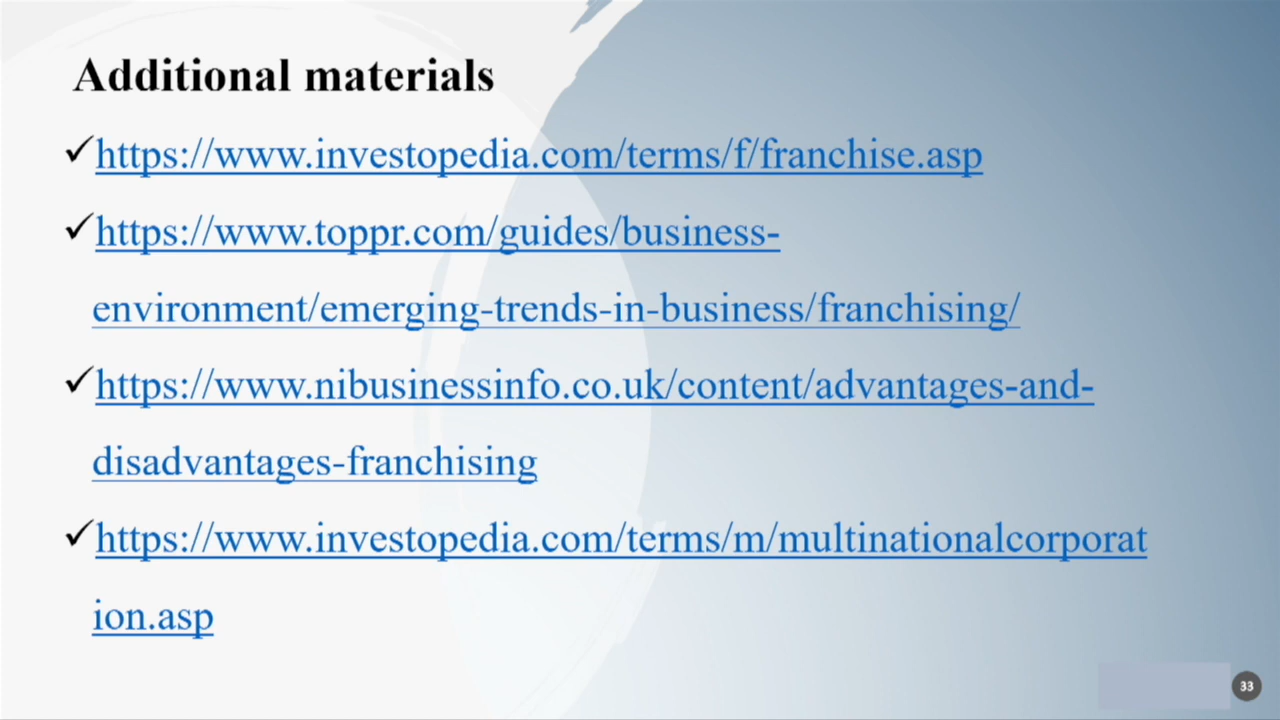 Additional materials
✓https://www.investopedia.com/terms/f/franchise.asp
✓https://www.toppr.com/guides/business-
environment/emerging-trends-in-business/franchising/
✓https://www.nibusinessinfo.co.uk/content/advantages-and-
disadvantages-franchising
✓https://www.investopedia.com/terms/m/multinationalcorporat
ion.asp
33